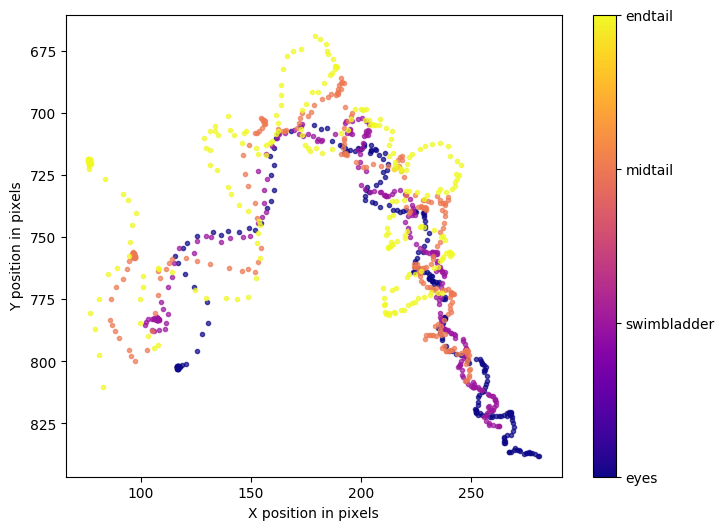 675
700
725
750
775
800
825
Y position in pixels
100
150
200
250
X position in pixels
endtail
midtail
swimbladder
eyes